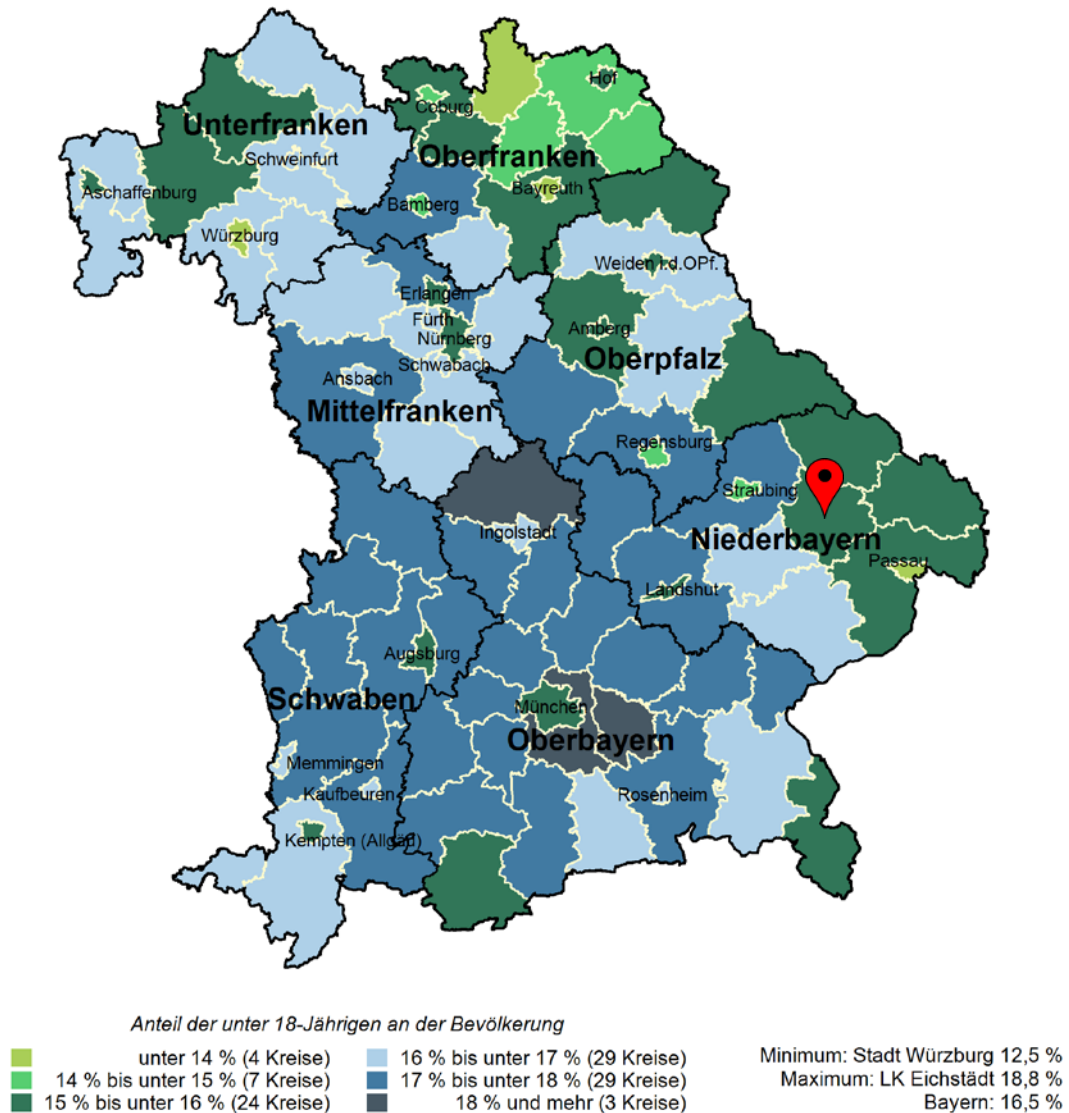 Hof
Coburg
Unterfranken
Oberfranken
Schweinfurt
Aschaffenburg
Bayreuth
Bamberg
Würzburg
Weiden i.d.OPf.
Erlangen
Fürth
Nürnberg
Amberg
Oberpfalz
Schwabach
Ansbach
Mittelfranken
Regensburg
Straubing
Ingolstadt
Niederbayern
Passau
Landshut
Augsburg
Schwaben
München
Oberbayern
Memmingen
Kaufbeuren
Rosenheim
Kempten (Allgäu)
Anteil der unter 18-Jährigen an der Bevölkerung
unter 14 % (4 Kreise)
14 % bis unter 15 % (7 Kreise)
15 % bis unter 16 % (24 Kreise)
16 % bis unter 17 % (29 Kreise)
17 % bis unter 18 % (29 Kreise)
18 % und mehr (3 Kreise)
Minimum: Stadt Würzburg 12,5 %
Maximum: LK Eichstädt 18,8 %
Bayern: 16,5 %